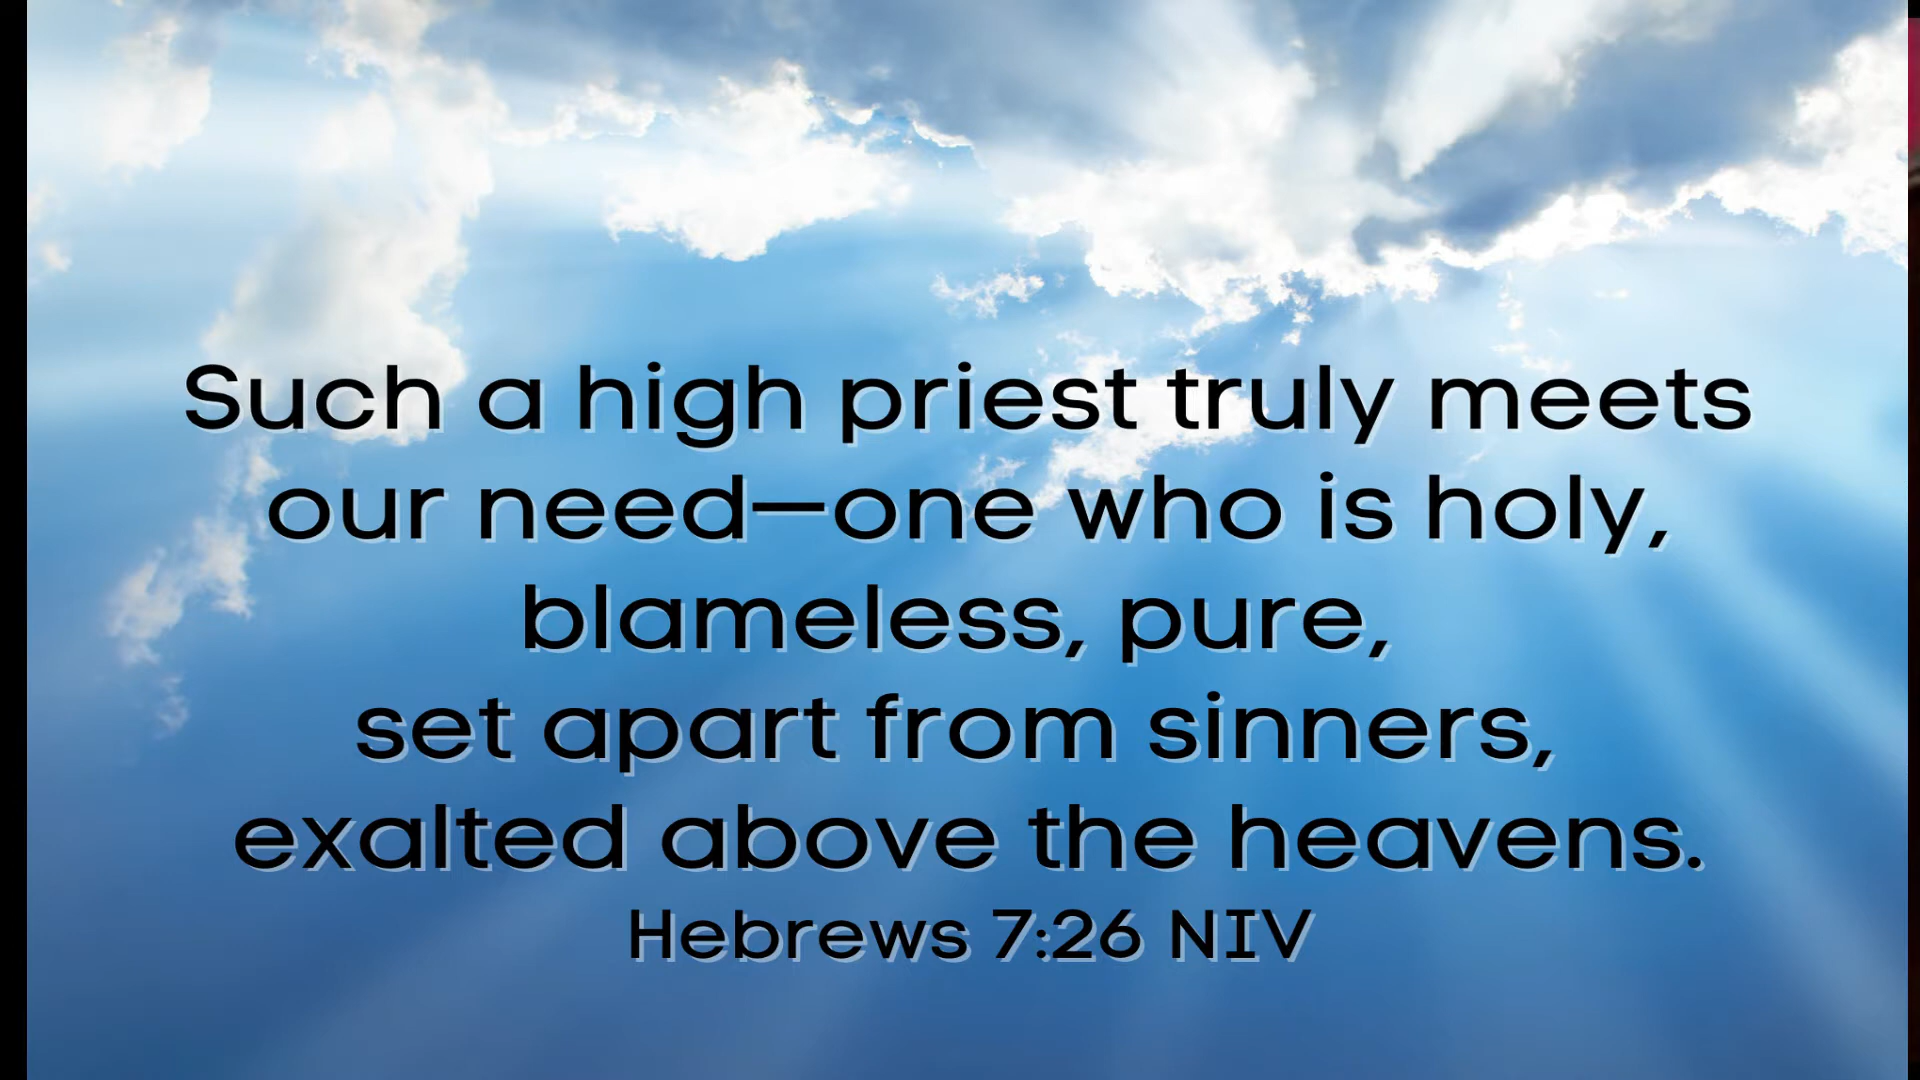 Such a high priest truly meets
our need—one who is holy,
blameless, pure,
set apart from sinners,
exalted above the heavens.
Hebrews 7:26 NIV